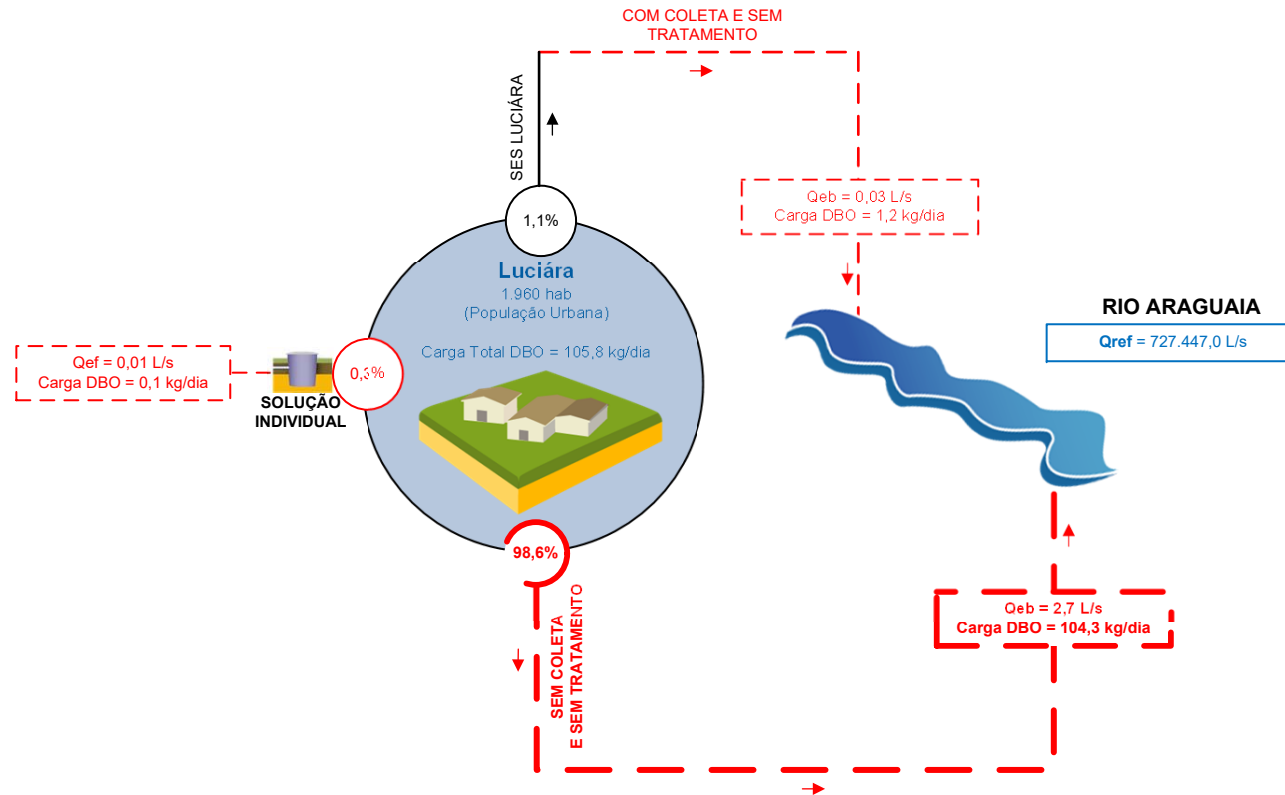 COM COLETA E SEM
TRATAMENTO
SES LUCIÁRA
Qeb = 0,03 L/s
Carga DBO = 1,2 kg/dia
1,1%
Luciára
1.960 hab
(População Urbana)
Carga Total DBO = 105,8 kg/dia
RIO ARAGUAIA
Qref = 727.447,0 L/s
Qef = 0,01 L/s
Carga DBO = 0,1 kg/dia
0,3%
SOLUÇÃO
INDIVIDUAL
98,6%
SEM COLETA
E SEM TRATAMENTO
Qeb = 2,7 L/s
Carga DBO = 104,3 kg/dia